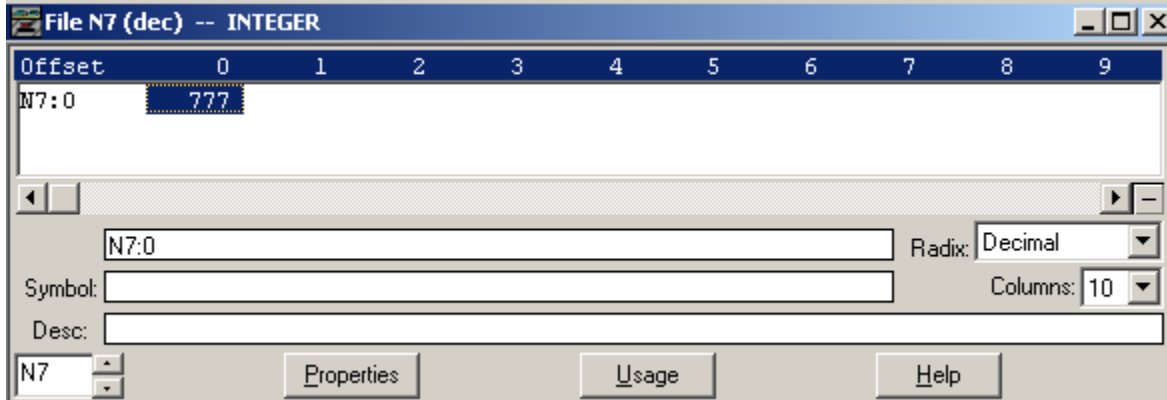 File N7 (dec) -- INTEGER
Offset 0 1 2 3 4 5 6 7 8 9
N7:0 777
N7:0 Radix: Decimal
Symbol: Columns: 10
Desc:
N7 Properties Usage Help